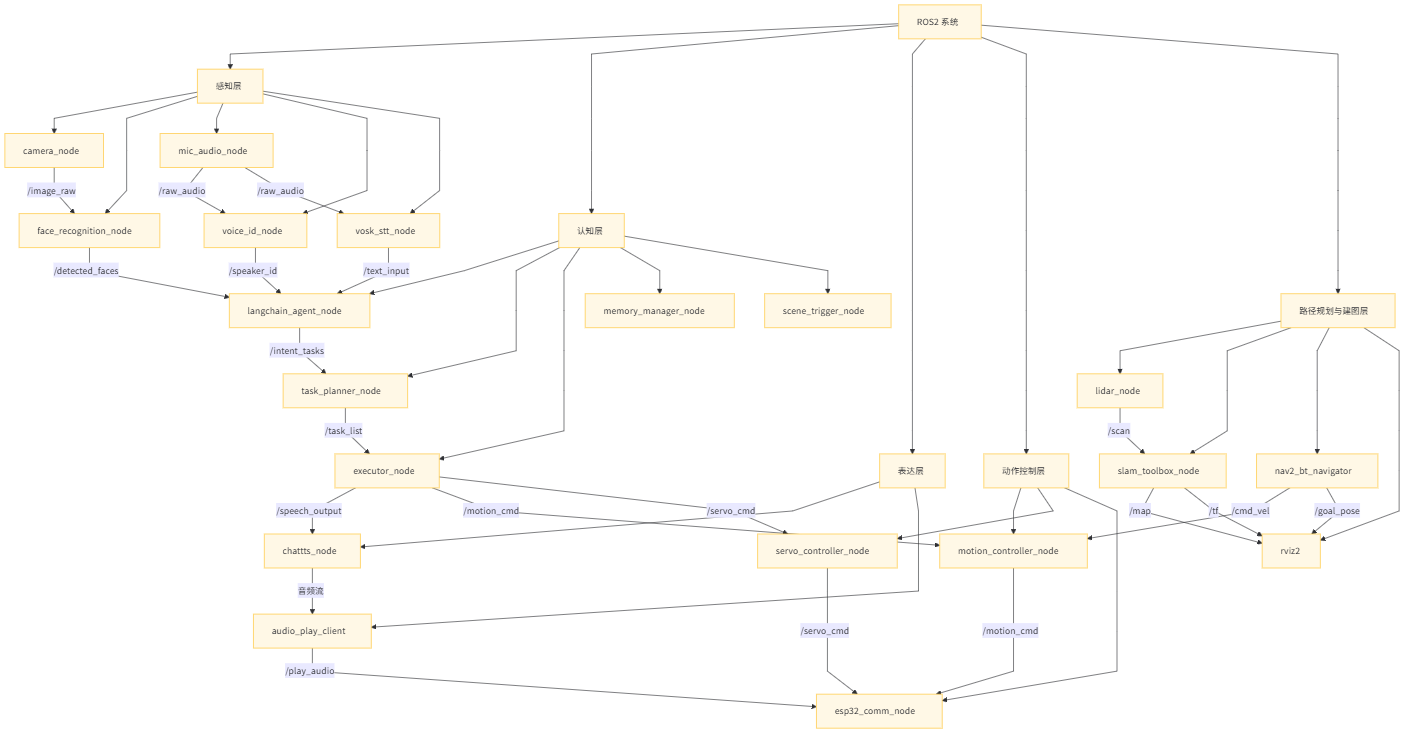 ROS2 系统
感知层
camera_node
mic_audio_node
/image_raw
/raw_audio
/raw_audio
face_recognition_node
voice_id_node
vosk_stt_node
认知层
/detected_faces
/speaker_id
/text_input
langchain_agent_node
memory_manager_node
scene_trigger_node
路径规划与建图层
/intent_tasks
task_planner_node
lidar_node
/task_list
/scan
executor_node
表达层
动作控制层
slam_toolbox_node
nav2_bt_navigator
/speech_output
/motion_cmd
/servo_cmd
/map
/tf
/cmd_vel
/goal_pose
chattts_node
servo_controller_node
motion_controller_node
rviz2
音频流
audio_play_client
/servo_cmd
/motion_cmd
/play_audio
esp32_comm_node